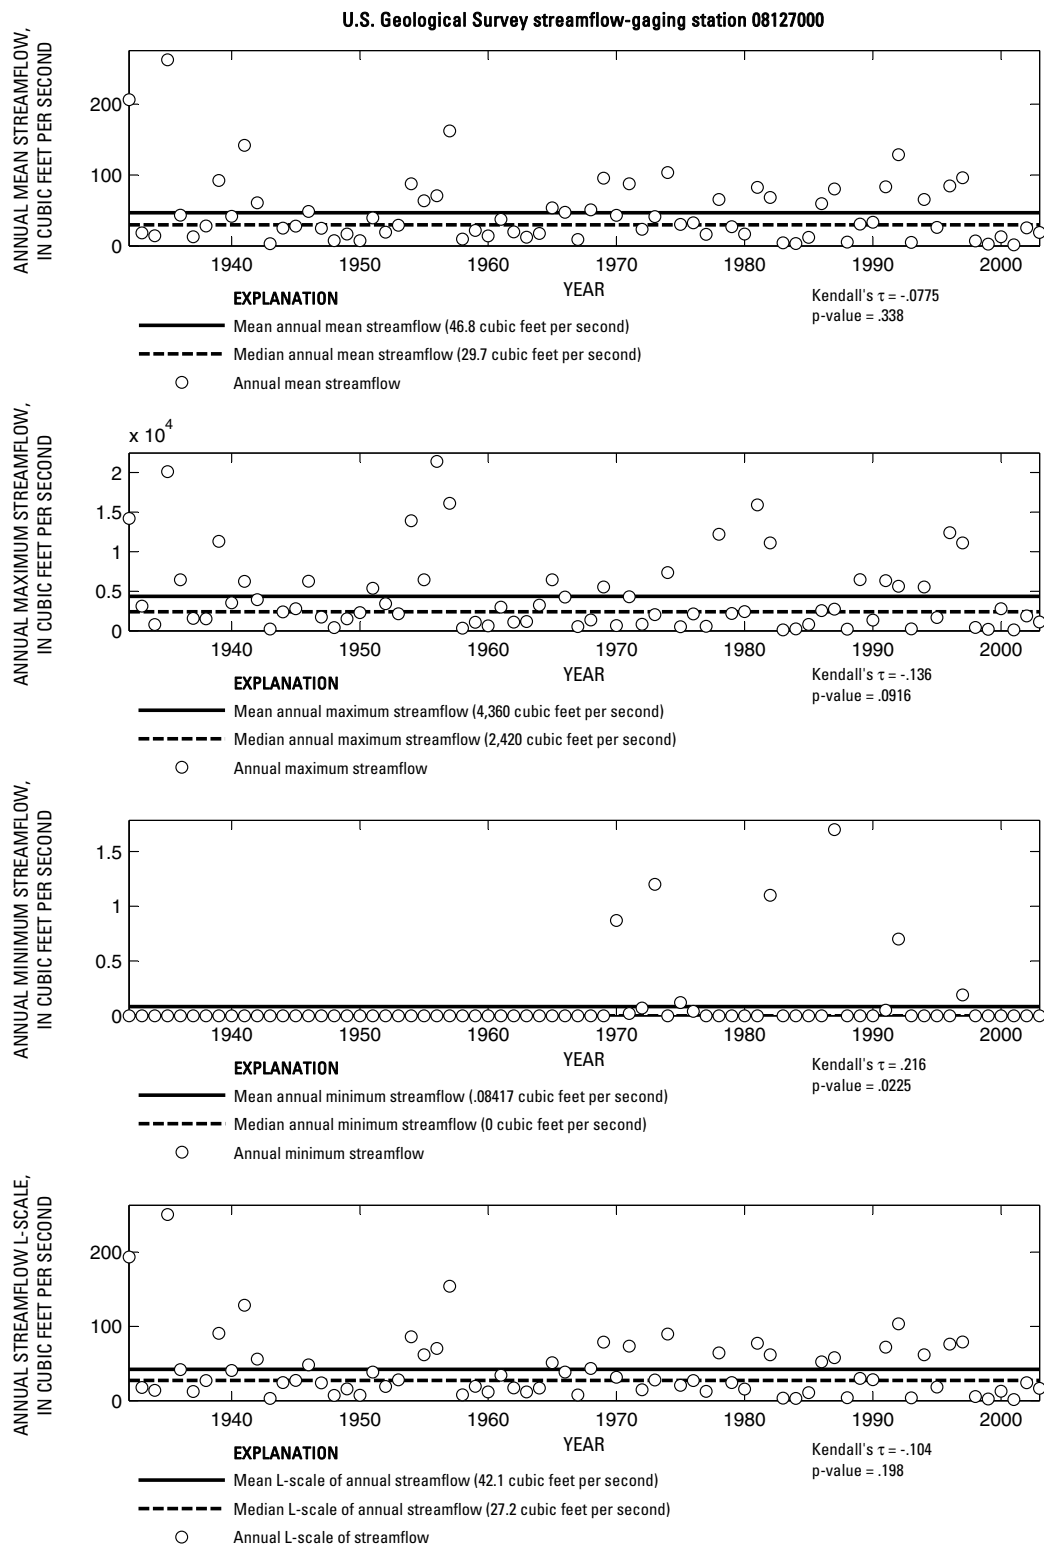 U.S. Geological Survey streamflow-gaging station 08127000
ANNUAL MEAN STREAMFLOW,
IN CUBIC FEET PER SECOND
200
100
0
1940 1950 1960 1970 1980 1990 2000
YEAR
Kendall's τ = -.0775
p-value = .338
EXPLANATION
Mean annual mean streamflow (46.8 cubic feet per second)
Median annual mean streamflow (29.7 cubic feet per second)
Annual mean streamflow
ANNUAL MAXIMUM STREAMFLOW,
IN CUBIC FEET PER SECOND
x 10^4
2
1.5
1
0.5
0
1940 1950 1960 1970 1980 1990 2000
YEAR
Kendall's τ = -.136
p-value = .0916
EXPLANATION
Mean annual maximum streamflow (4,360 cubic feet per second)
Median annual maximum streamflow (2,420 cubic feet per second)
Annual maximum streamflow
ANNUAL MINIMUM STREAMFLOW,
IN CUBIC FEET PER SECOND
1.5
1
0.5
0
1940 1950 1960 1970 1980 1990 2000
YEAR
Kendall's τ = .216
p-value = .0225
EXPLANATION
Mean annual minimum streamflow (.08417 cubic feet per second)
Median annual minimum streamflow (0 cubic feet per second)
Annual minimum streamflow
ANNUAL STREAMFLOW L-SCALE,
IN CUBIC FEET PER SECOND
200
100
0
1940 1950 1960 1970 1980 1990 2000
YEAR
Kendall's τ = -.104
p-value = .198
EXPLANATION
Mean L-scale of annual streamflow (42.1 cubic feet per second)
Median L-scale of annual streamflow (27.2 cubic feet per second)
Annual L-scale of streamflow